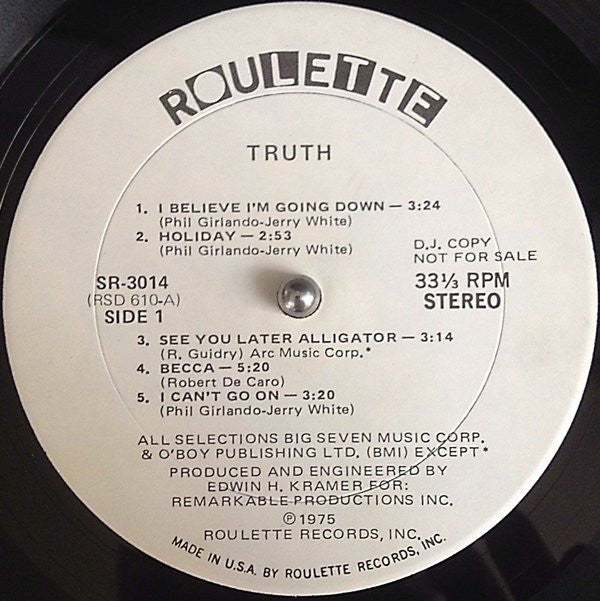 ROULETTE
TRUTH
1. I BELIEVE I'M GOING DOWN — 3:24
(Phil Girlando-Jerry White)
2. HOLIDAY — 2:53
(Phil Girlando-Jerry White)
D.J. COPY
NOT FOR SALE
SR-3014
(RSD 610-A)
SIDE 1
33⅓ RPM
STEREO
3. SEE YOU LATER ALLIGATOR — 3:14
(R. Guidry) Arc Music Corp.*
4. BECCA — 5:20
(Robert De Caro)
5. I CAN'T GO ON — 3:20
(Phil Girlando-Jerry White)
ALL SELECTIONS BIG SEVEN MUSIC CORP.
& O'BOY PUBLISHING LTD. (BMI) EXCEPT*
PRODUCED AND ENGINEERED BY
EDWIN H. KRAMER FOR:
REMARKABLE PRODUCTIONS INC.
℗ 1975
ROULETTE RECORDS, INC.
MADE IN U.S.A. BY ROULETTE RECORDS, INC.